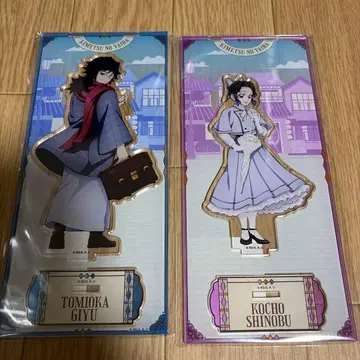 KIMETSU NO YAIBA
TOMIOKA
GIYU
KIMETSU NO YAIBA
KOCHO
SHINOBU